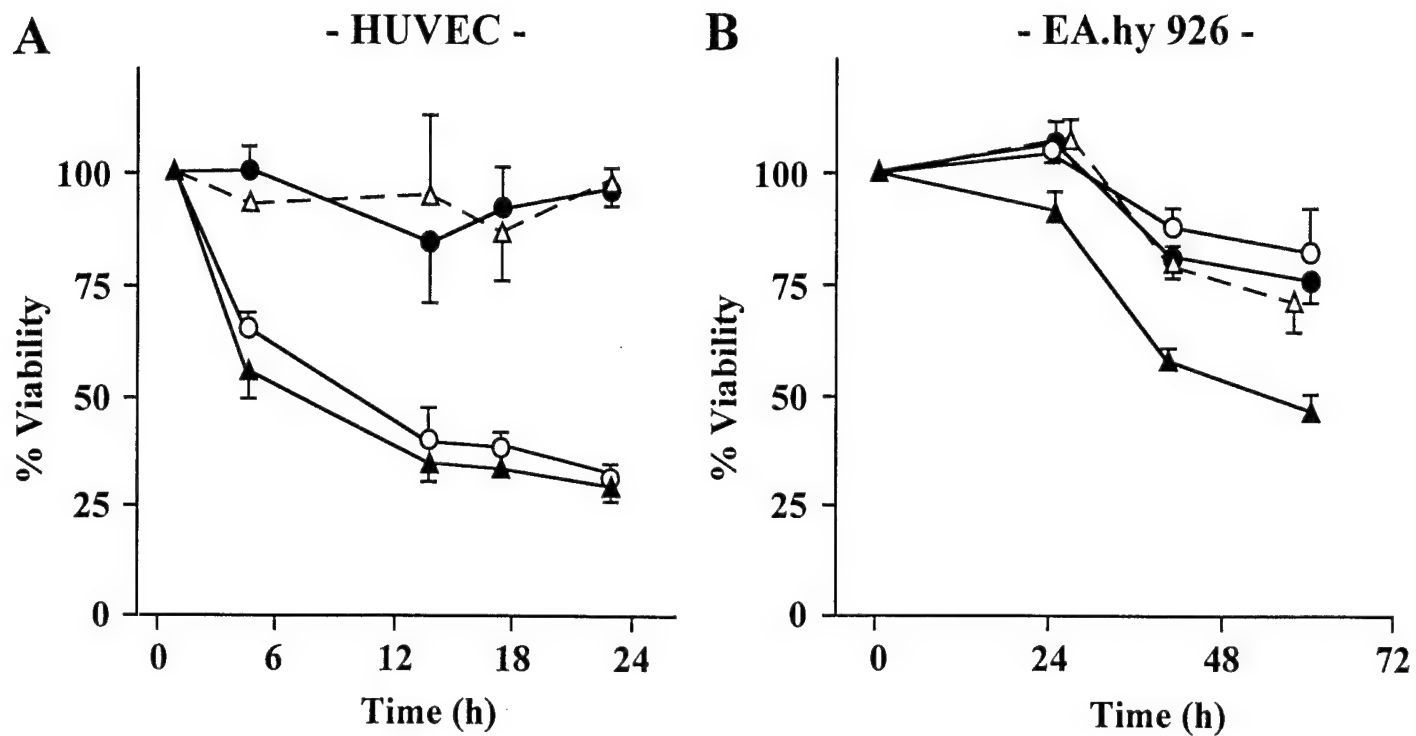 A
- HUVEC -
% Viability
100
75
50
25
0
0 6 12 18 24
Time (h)
B
- EA.hy 926 -
% Viability
100
75
50
25
0
0 24 48 72
Time (h)